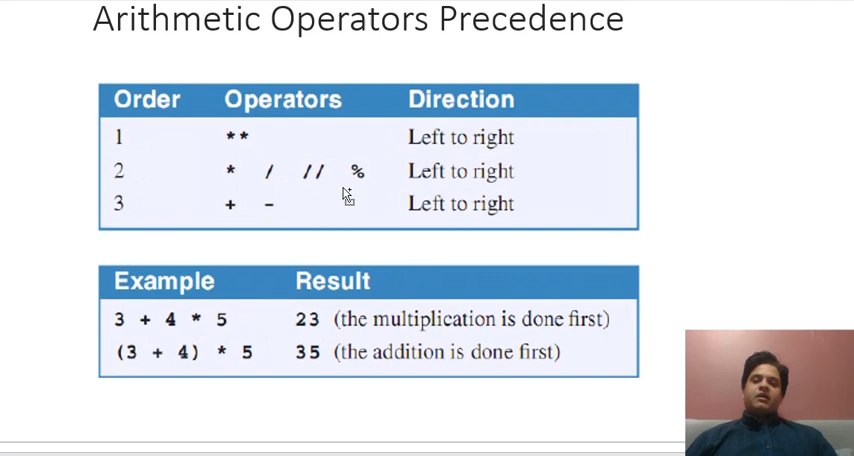 Arithmetic Operators Precedence
Order Operators Direction
1 ** Left to right
2 * / // % Left to right
3 + - Left to right
Example Result
3 + 4 * 5 23 (the multiplication is done first)
(3 + 4) * 5 35 (the addition is done first)